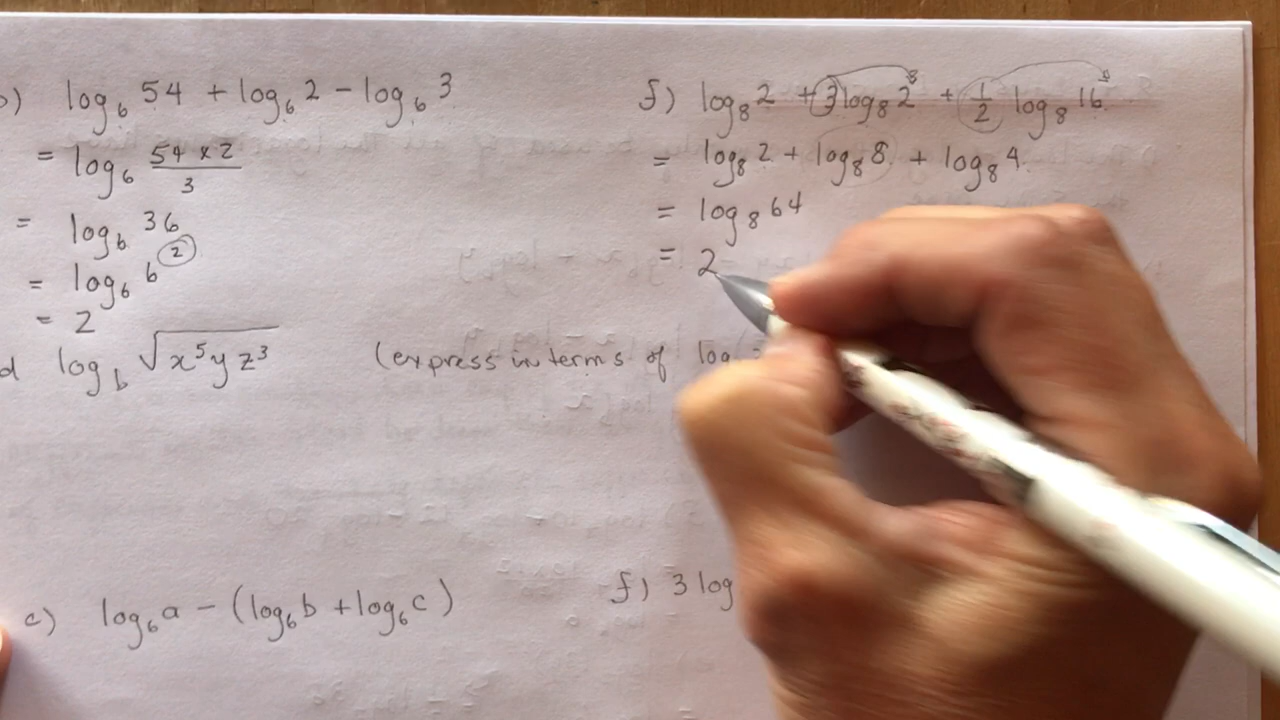 b) log₆ 54 + log₆ 2 − log₆ 3
= log₆ (54 × 2)/3
= log₆ 36
= log₆ 6²
= 2
f) log₈ 2 + 3 log₈ 2 + 1/2 log₈ 16
= log₈ 2 + log₈ 8 + log₈ 4
= log₈ 64
= 2
d log_b √(x⁵yz³) (express in terms of log
c) log₆ a − (log₆ b + log₆ c)
f) 3 log